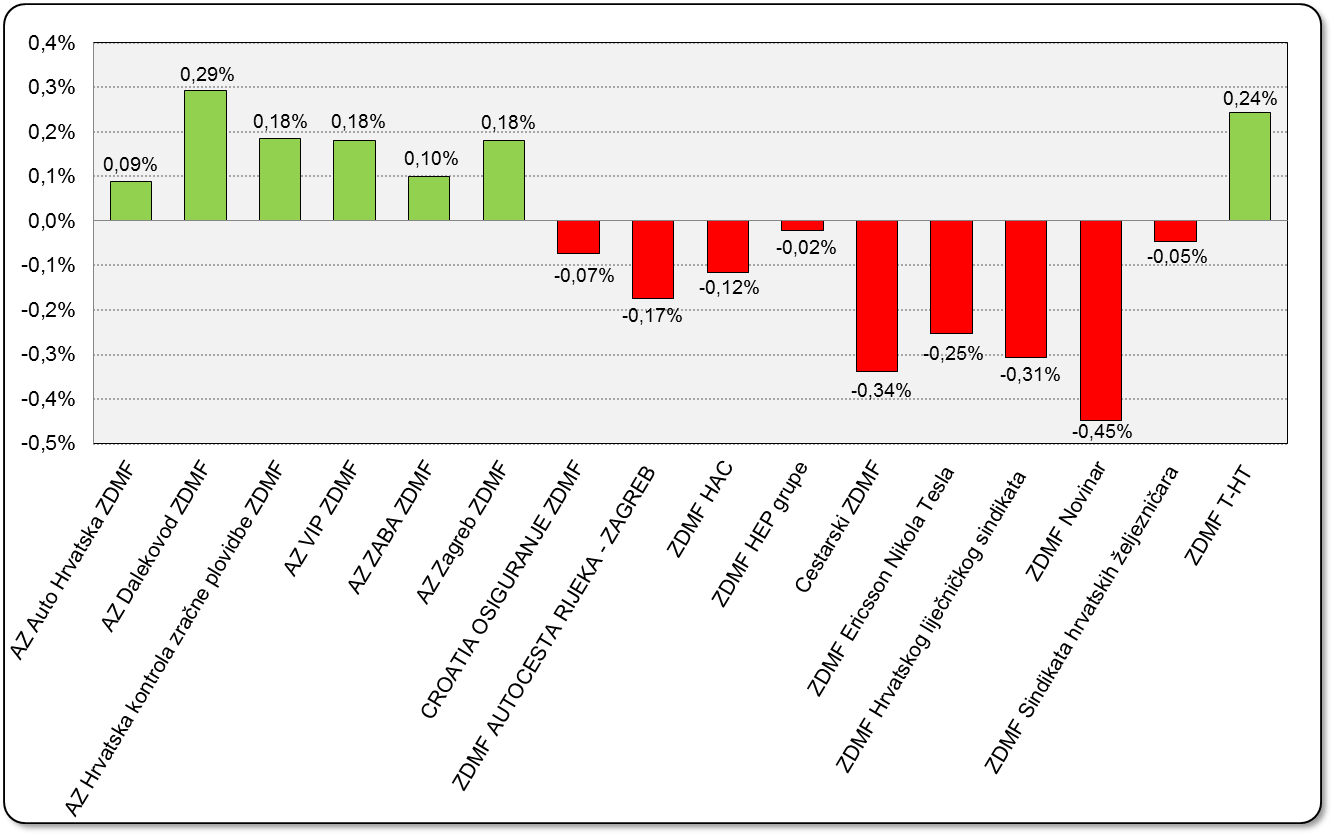 0,4%
0,3%
0,2%
0,1%
0,0%
-0,1%
-0,2%
-0,3%
-0,4%
-0,5%
0,09%
0,29%
0,18%
0,18%
0,10%
0,18%
-0,07%
-0,17%
-0,12%
-0,02%
-0,34%
-0,25%
-0,31%
-0,45%
-0,05%
0,24%
AZ Auto Hrvatska ZDMF
AZ Dalekovod ZDMF
AZ Hrvatska kontrola zračne plovidbe ZDMF
AZ VIP ZDMF
AZ ZABA ZDMF
AZ Zagreb ZDMF
CROATIA OSIGURANJE ZDMF
ZDMF AUTOCESTA RIJEKA - ZAGREB
ZDMF HAC
ZDMF HEP grupe
Cestarski ZDMF
ZDMF Ericsson Nikola Tesla
ZDMF Hrvatskog liječničkog sindikata
ZDMF Novinar
ZDMF Sindikata hrvatskih željezničara
ZDMF T-HT